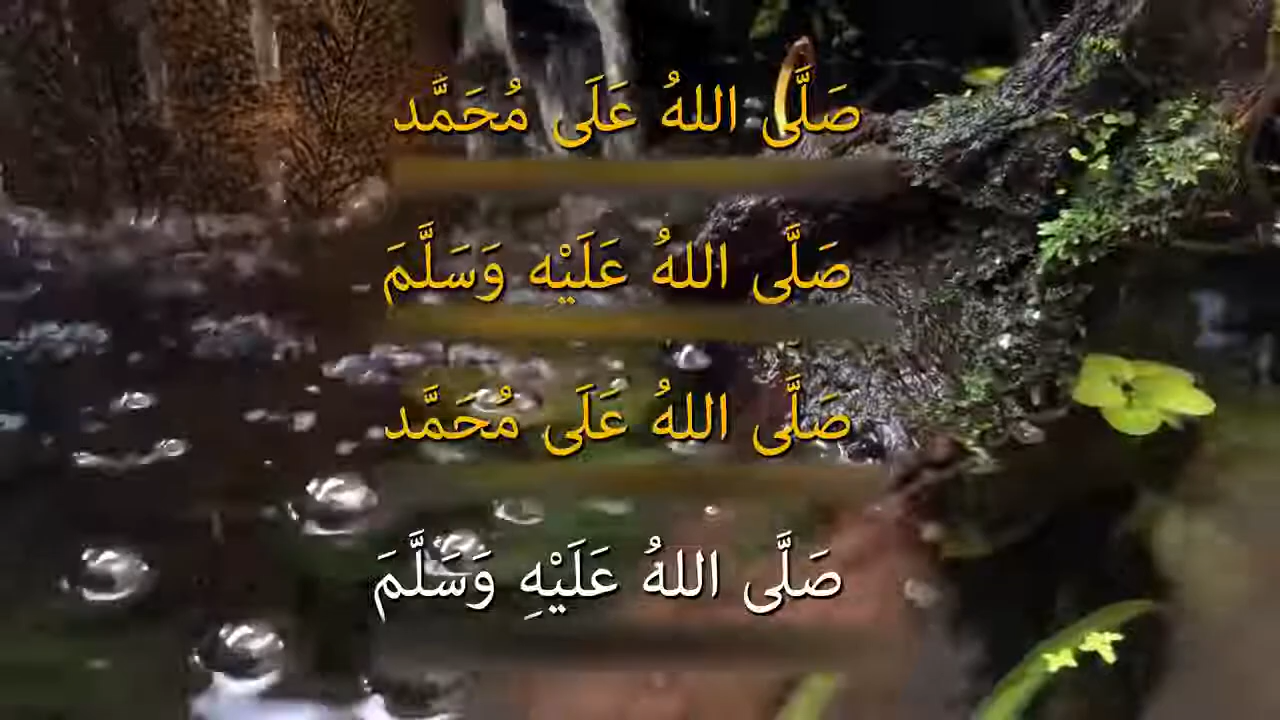 صَلَّى اللهُ عَلَى مُحَمَّد
صَلَّى اللهُ عَلَيْه وَسَلَّمَ
صَلَّى اللهُ عَلَى مُحَمَّد
صَلَّى اللهُ عَلَيْهِ وَسَلَّمَ